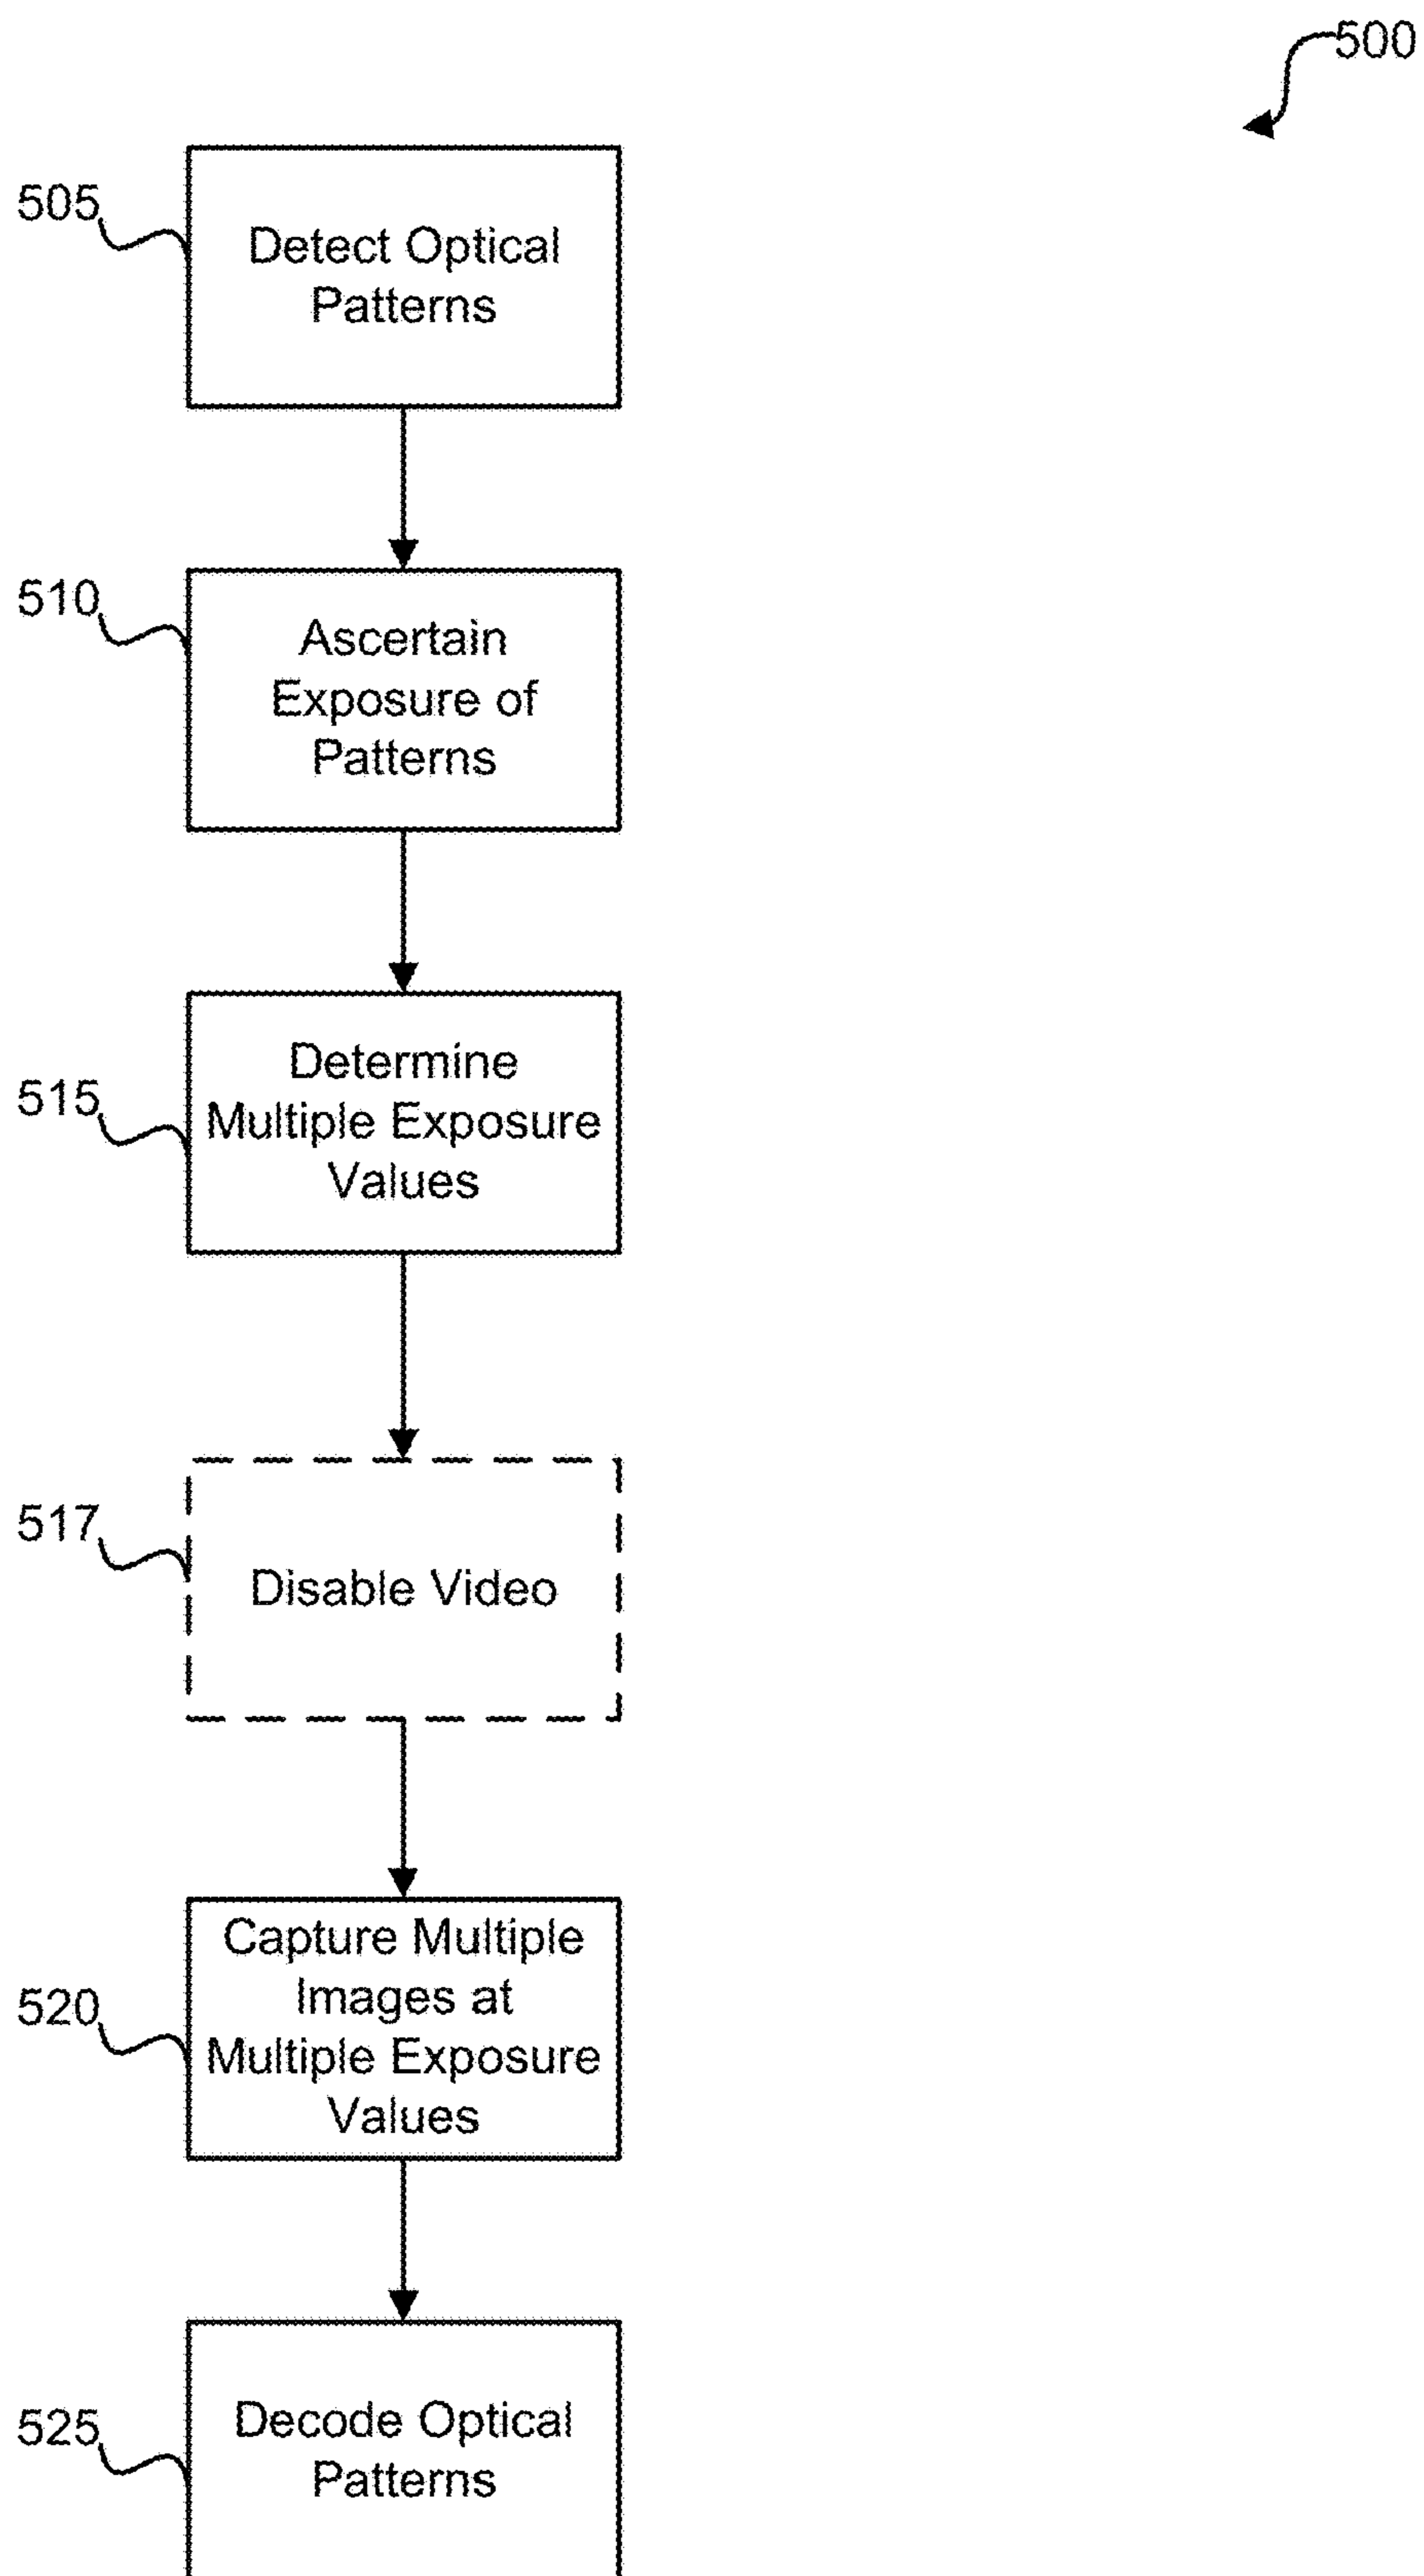 500
505
Detect Optical
Patterns
510
Ascertain
Exposure of
Patterns
515
Determine
Multiple Exposure
Values
517
Disable Video
520
Capture Multiple
Images at
Multiple Exposure
Values
525
Decode Optical
Patterns